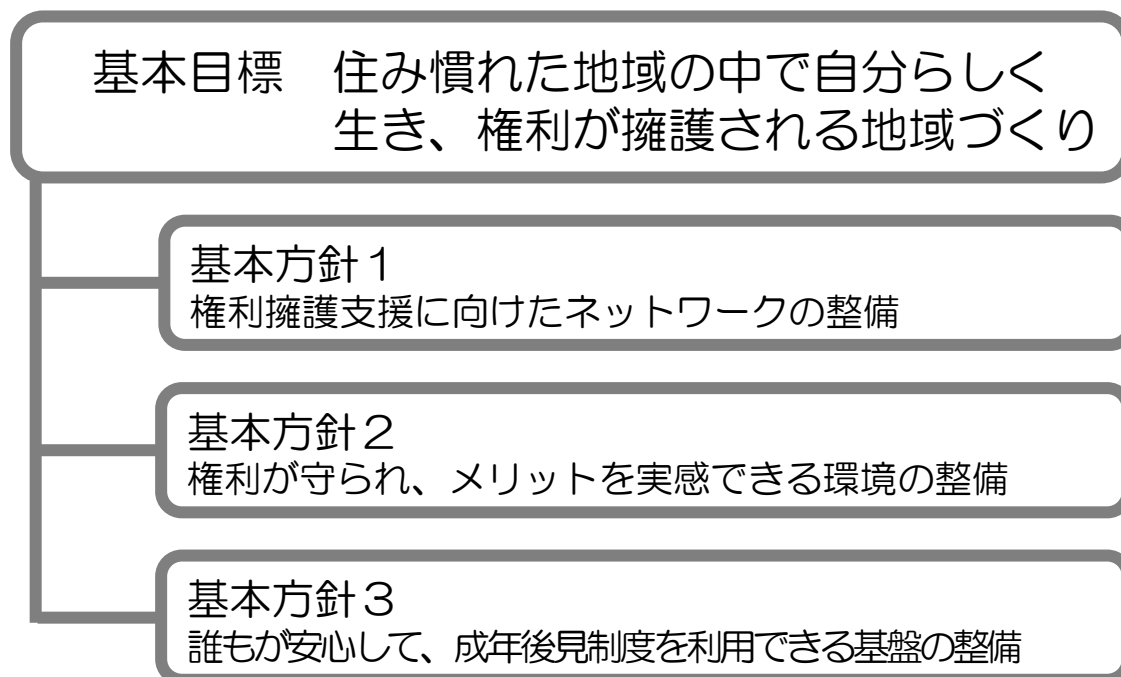 基本目標　住み慣れた地域の中で自分らしく
生き、権利が擁護される地域づくり
基本方針１
権利擁護支援に向けたネットワークの整備
基本方針２
権利が守られ、メリットを実感できる環境の整備
基本方針３
誰もが安心して、成年後見制度を利用できる基盤の整備